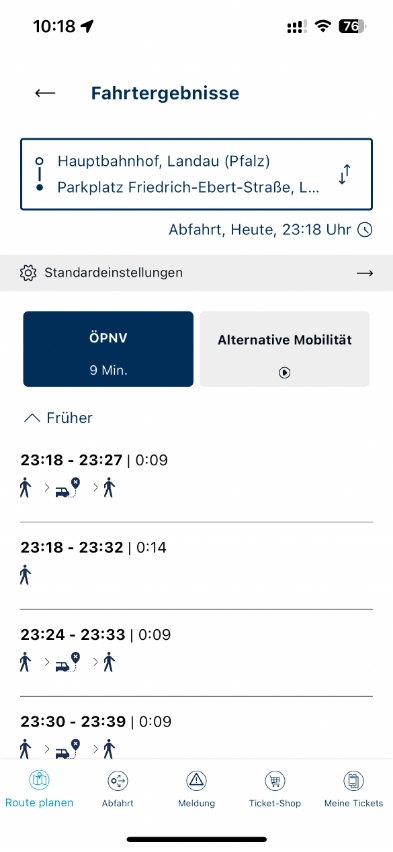 10:18
76
Fahrtergebnisse
Hauptbahnhof, Landau (Pfalz)
Parkplatz Friedrich-Ebert-Straße, L...
Abfahrt, Heute, 23:18 Uhr
Standardeinstellungen
ÖPNV
9 Min.
Alternative Mobilität
Früher
23:18 - 23:27 | 0:09
23:18 - 23:32 | 0:14
23:24 - 23:33 | 0:09
23:30 - 23:39 | 0:09
Route planen
Abfahrt
Meldung
Ticket-Shop
Meine Tickets